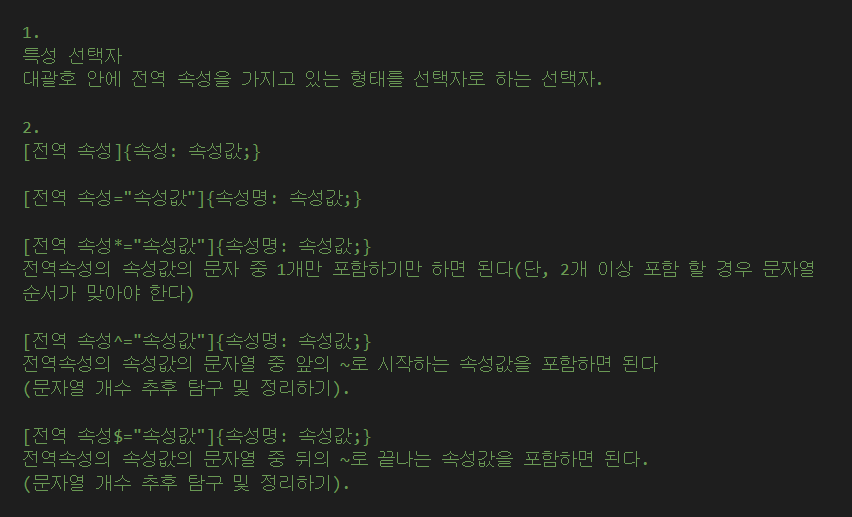 1.
특성 선택자
대괄호 안에 전역 속성을 가지고 있는 형태를 선택자로 하는 선택자.
2.
[전역 속성]{속성: 속성값;}
[전역 속성="속성값"]{속성명: 속성값;}
[전역 속성*="속성값"]{속성명: 속성값;}
전역속성의 속성값의 문자 중 1개만 포함하기만 하면 된다(단, 2개 이상 포함 할 경우 문자열
순서가 맞아야 한다)
[전역 속성^="속성값"]{속성명: 속성값;}
전역속성의 속성값의 문자열 중 앞의 ~로 시작하는 속성값을 포함하면 된다
(문자열 개수 추후 탐구 및 정리하기).
[전역 속성$="속성값"]{속성명: 속성값;}
전역속성의 속성값의 문자열 중 뒤의 ~로 끝나는 속성값을 포함하면 된다.
(문자열 개수 추후 탐구 및 정리하기).